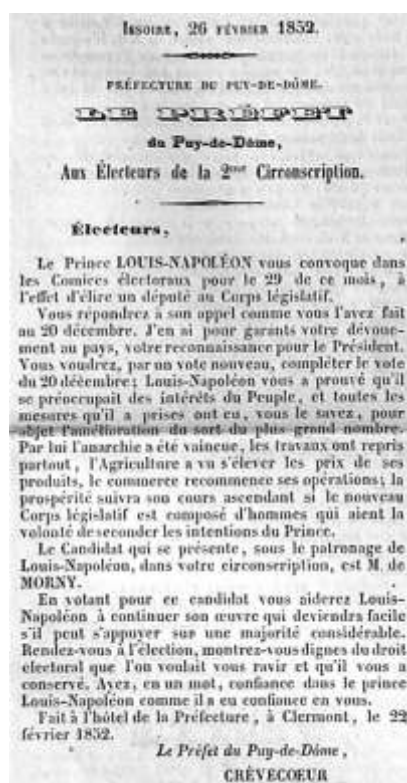 Issoire, 26 février 1852.
PRÉFECTURE DU PUY-DE-DÔME.
LE PRÉFET
du Puy-de-Dôme,
Aux Électeurs de la 2me Circonscription.
Électeurs,
Le Prince LOUIS-NAPOLÉON vous convoque dans
les Comices électoraux pour le 29 de ce mois, à
l'effet d'élire un député au Corps législatif.
Vous répondrez à son appel comme vous l'avez fait
au 20 décembre. J'en ai pour garants votre dévoue-
ment au pays, votre reconnaissance pour le Président.
Vous voudrez, par un vote nouveau, compléter le vote
du 20 décembre; Louis-Napoléon vous a prouvé qu'il
se préoccupait des intérêts du Peuple, et toutes les
mesures qu'il a prises ont eu, vous le savez, pour
objet l'amélioration du sort du plus grand nombre.
Par lui l'anarchie a été vaincue, les travaux ont repris
partout, l'Agriculture a vu s'élever les prix de ses
produits, le commerce recommence ses opérations; la
prospérité suivra son cours ascendant si le nouveau
Corps législatif est composé d'hommes qui aient la
volonté de seconder les intentions du Prince.
Le Candidat qui se présente, sous le patronage de
Louis-Napoléon, dans votre circonscription, est M. de
MORNY.
En votant pour ce candidat vous aiderez Louis-
Napoléon à continuer son œuvre qui deviendra facile
s'il peut s'appuyer sur une majorité considérable.
Rendez-vous à l'élection, montrez-vous dignes du droit
electoral que l'on voulait vous ravir et qu'il vous a
conservé. Ayez, en un mot, confiance dans le prince
Louis-Napoléon comme il a eu confiance en vous.
Fait à l'hôtel de la Préfecture, à Clermont, le 22
février 1852.
Le Préfet du Puy-de-Dôme,
CRÈVECOEUR